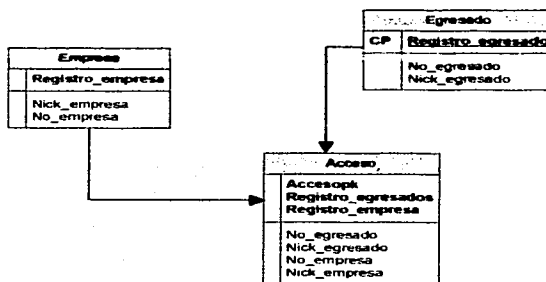 Egresado
CP Registro_egresado
No_egresado
Nick_egresado
Empresa
Registro_empresa
Nick_empresa
No_empresa
Acceso
Accesopk
Registro_egresados
Registro_empresa
No_egresado
Nick_egresado
No_empresa
Nick_empresa